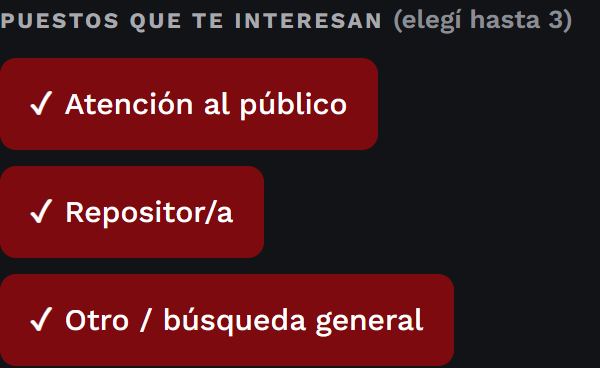 PUESTOS QUE TE INTERESAN (elegí hasta 3)
✓ Atención al público
✓ Repositor/a
✓ Otro / búsqueda general